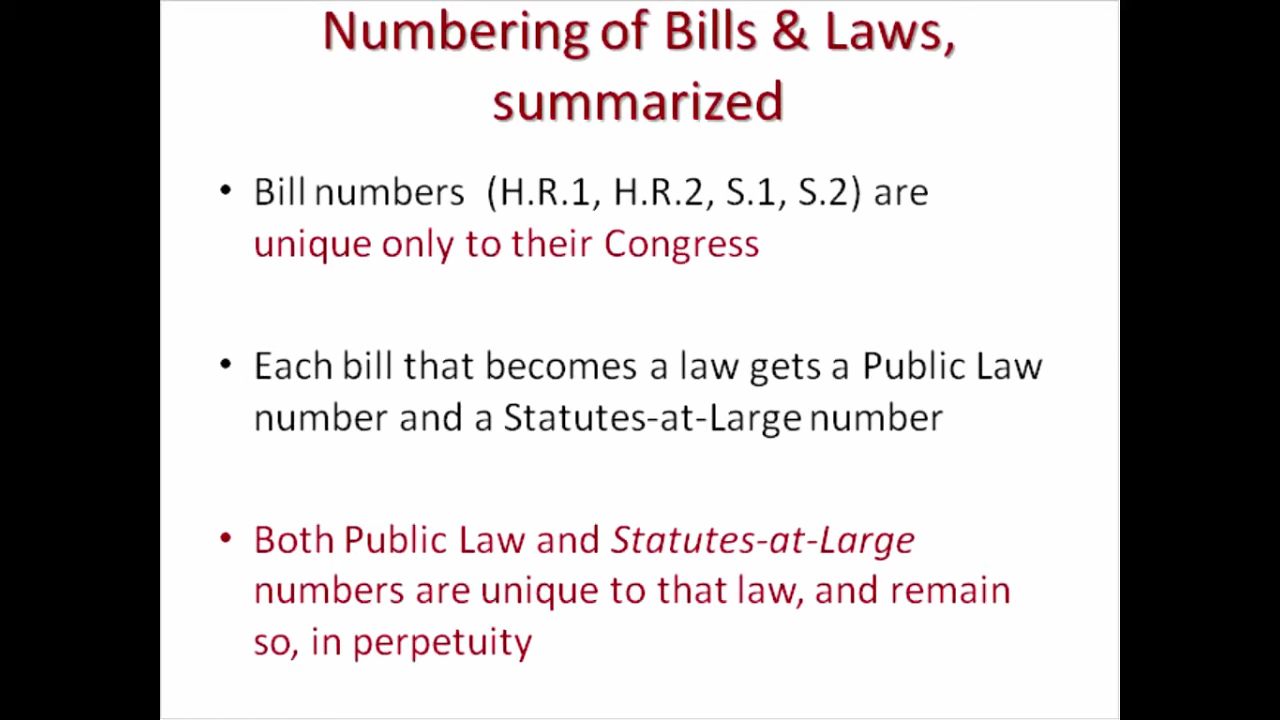 Numbering of Bills & Laws,
summarized
• Bill numbers (H.R.1, H.R.2, S.1, S.2) are
unique only to their Congress
• Each bill that becomes a law gets a Public Law
number and a Statutes-at-Large number
• Both Public Law and Statutes-at-Large
numbers are unique to that law, and remain
so, in perpetuity